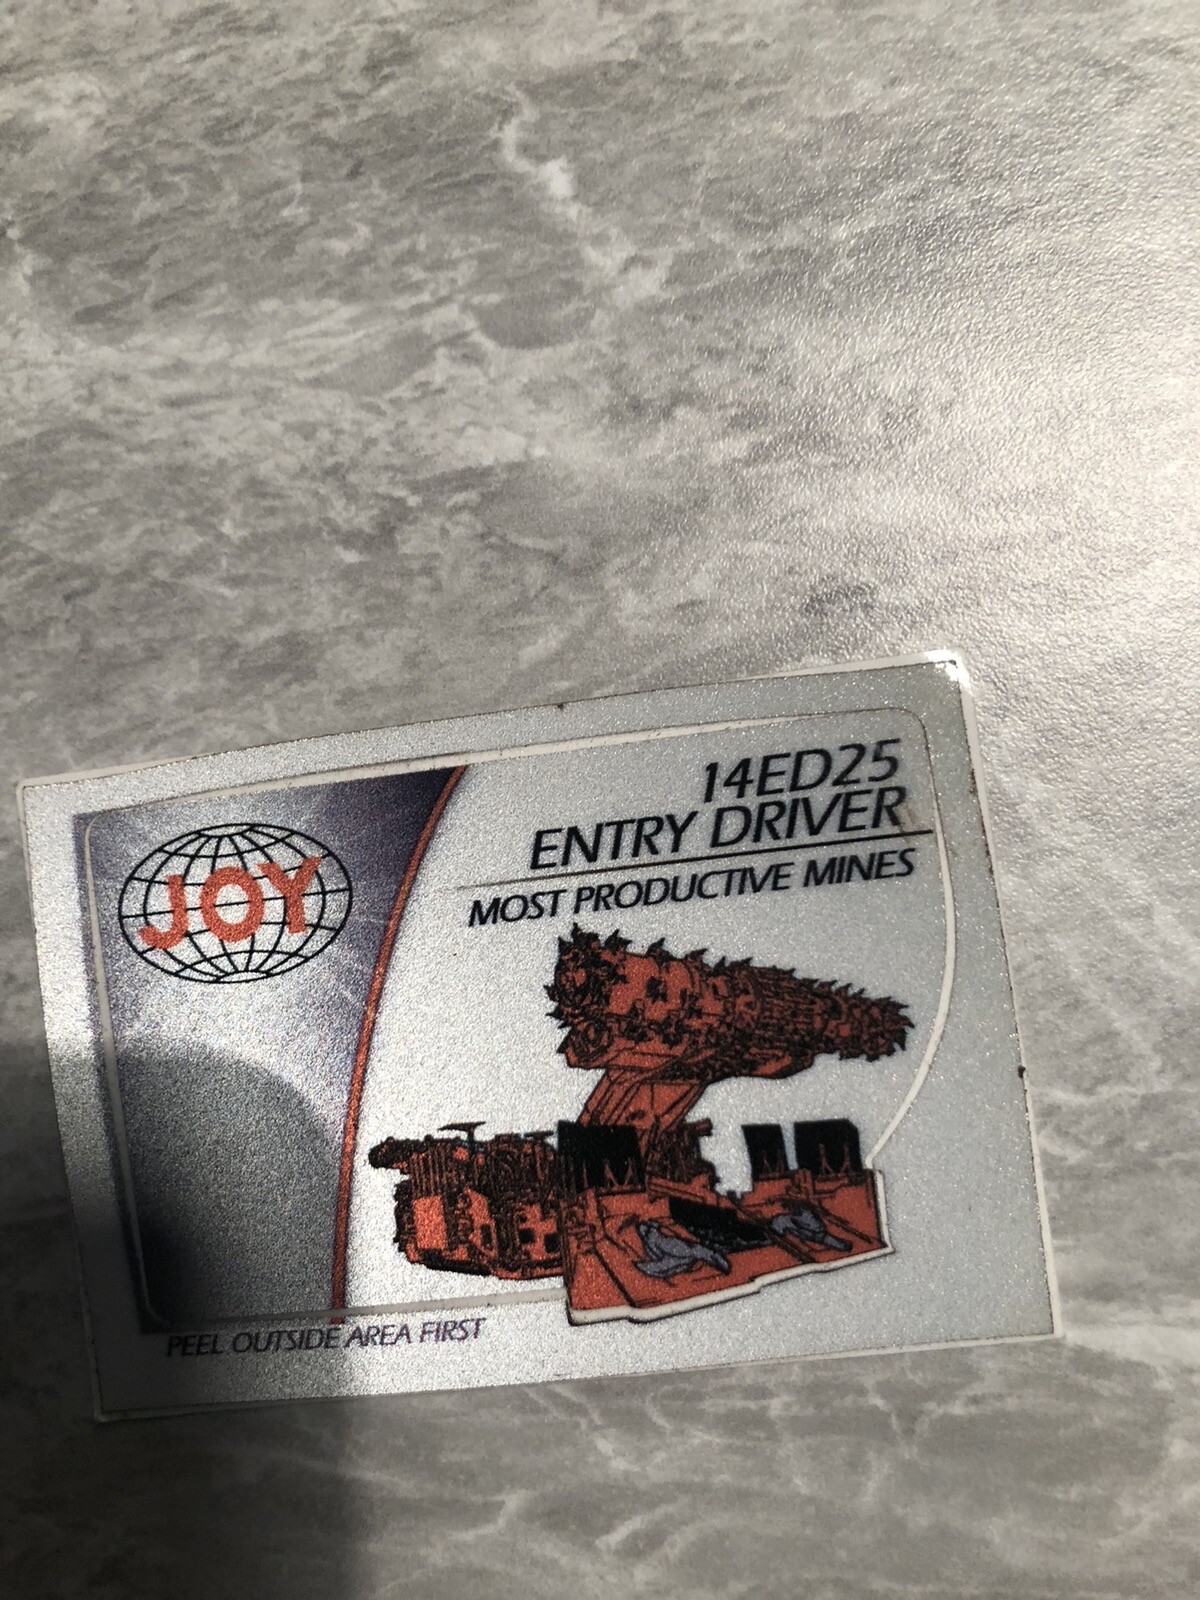 JOY
14ED25
ENTRY DRIVER
MOST PRODUCTIVE MINES
PEEL OUTSIDE AREA FIRST